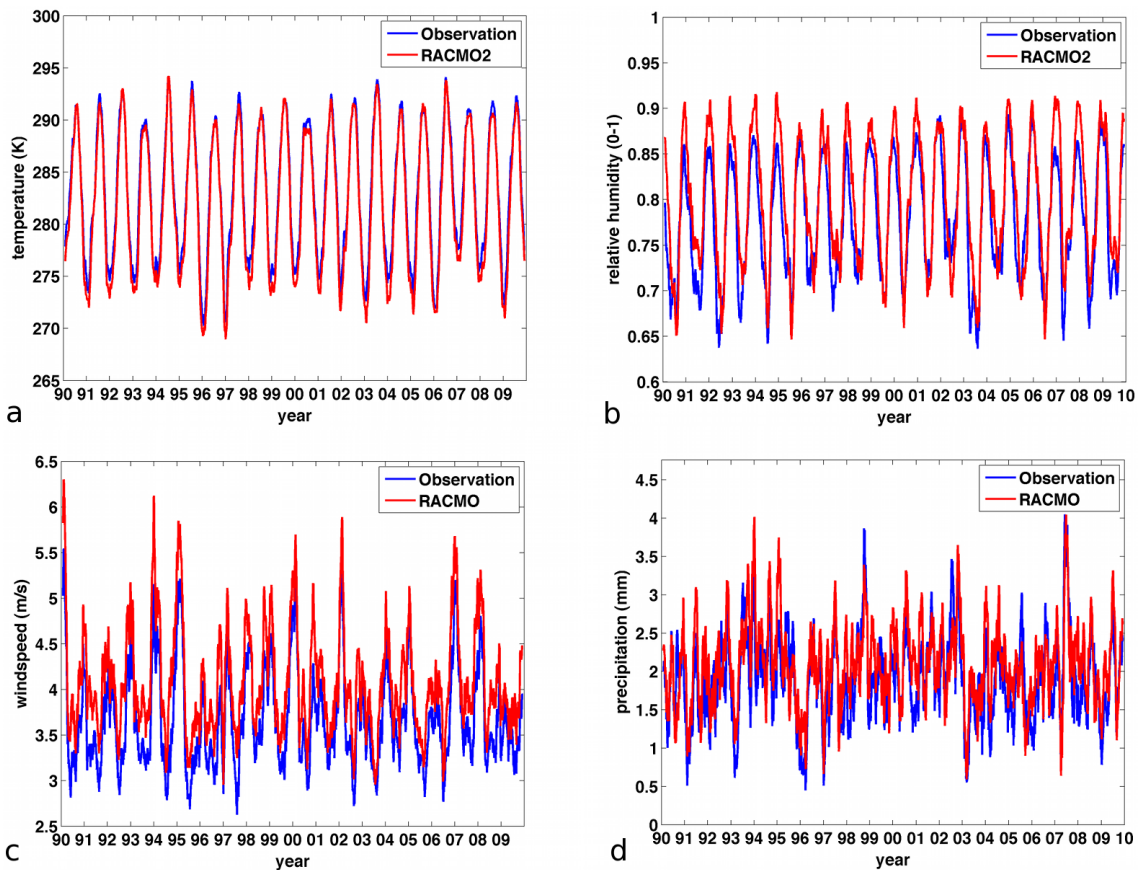 300
295
290
285
280
275
270
265
temperature (K)
Observation
RACMO2
90 91 92 93 94 95 96 97 98 99 00 01 02 03 04 05 06 07 08 09
year
a
1
0.95
0.9
0.85
0.8
0.75
0.7
0.65
0.6
relative humidity (0-1)
Observation
RACMO2
90 91 92 93 94 95 96 97 98 99 00 01 02 03 04 05 06 07 08 09 10
year
b
6.5
6
5.5
5
4.5
4
3.5
3
2.5
windspeed (m/s)
Observation
RACMO
90 91 92 93 94 95 96 97 98 99 00 01 02 03 04 05 06 07 08 09
year
c
4.5
4
3.5
3
2.5
2
1.5
1
0.5
0
precipitation (mm)
Observation
RACMO
90 91 92 93 94 95 96 97 98 99 00 01 02 03 04 05 06 07 08 09 10
year
d